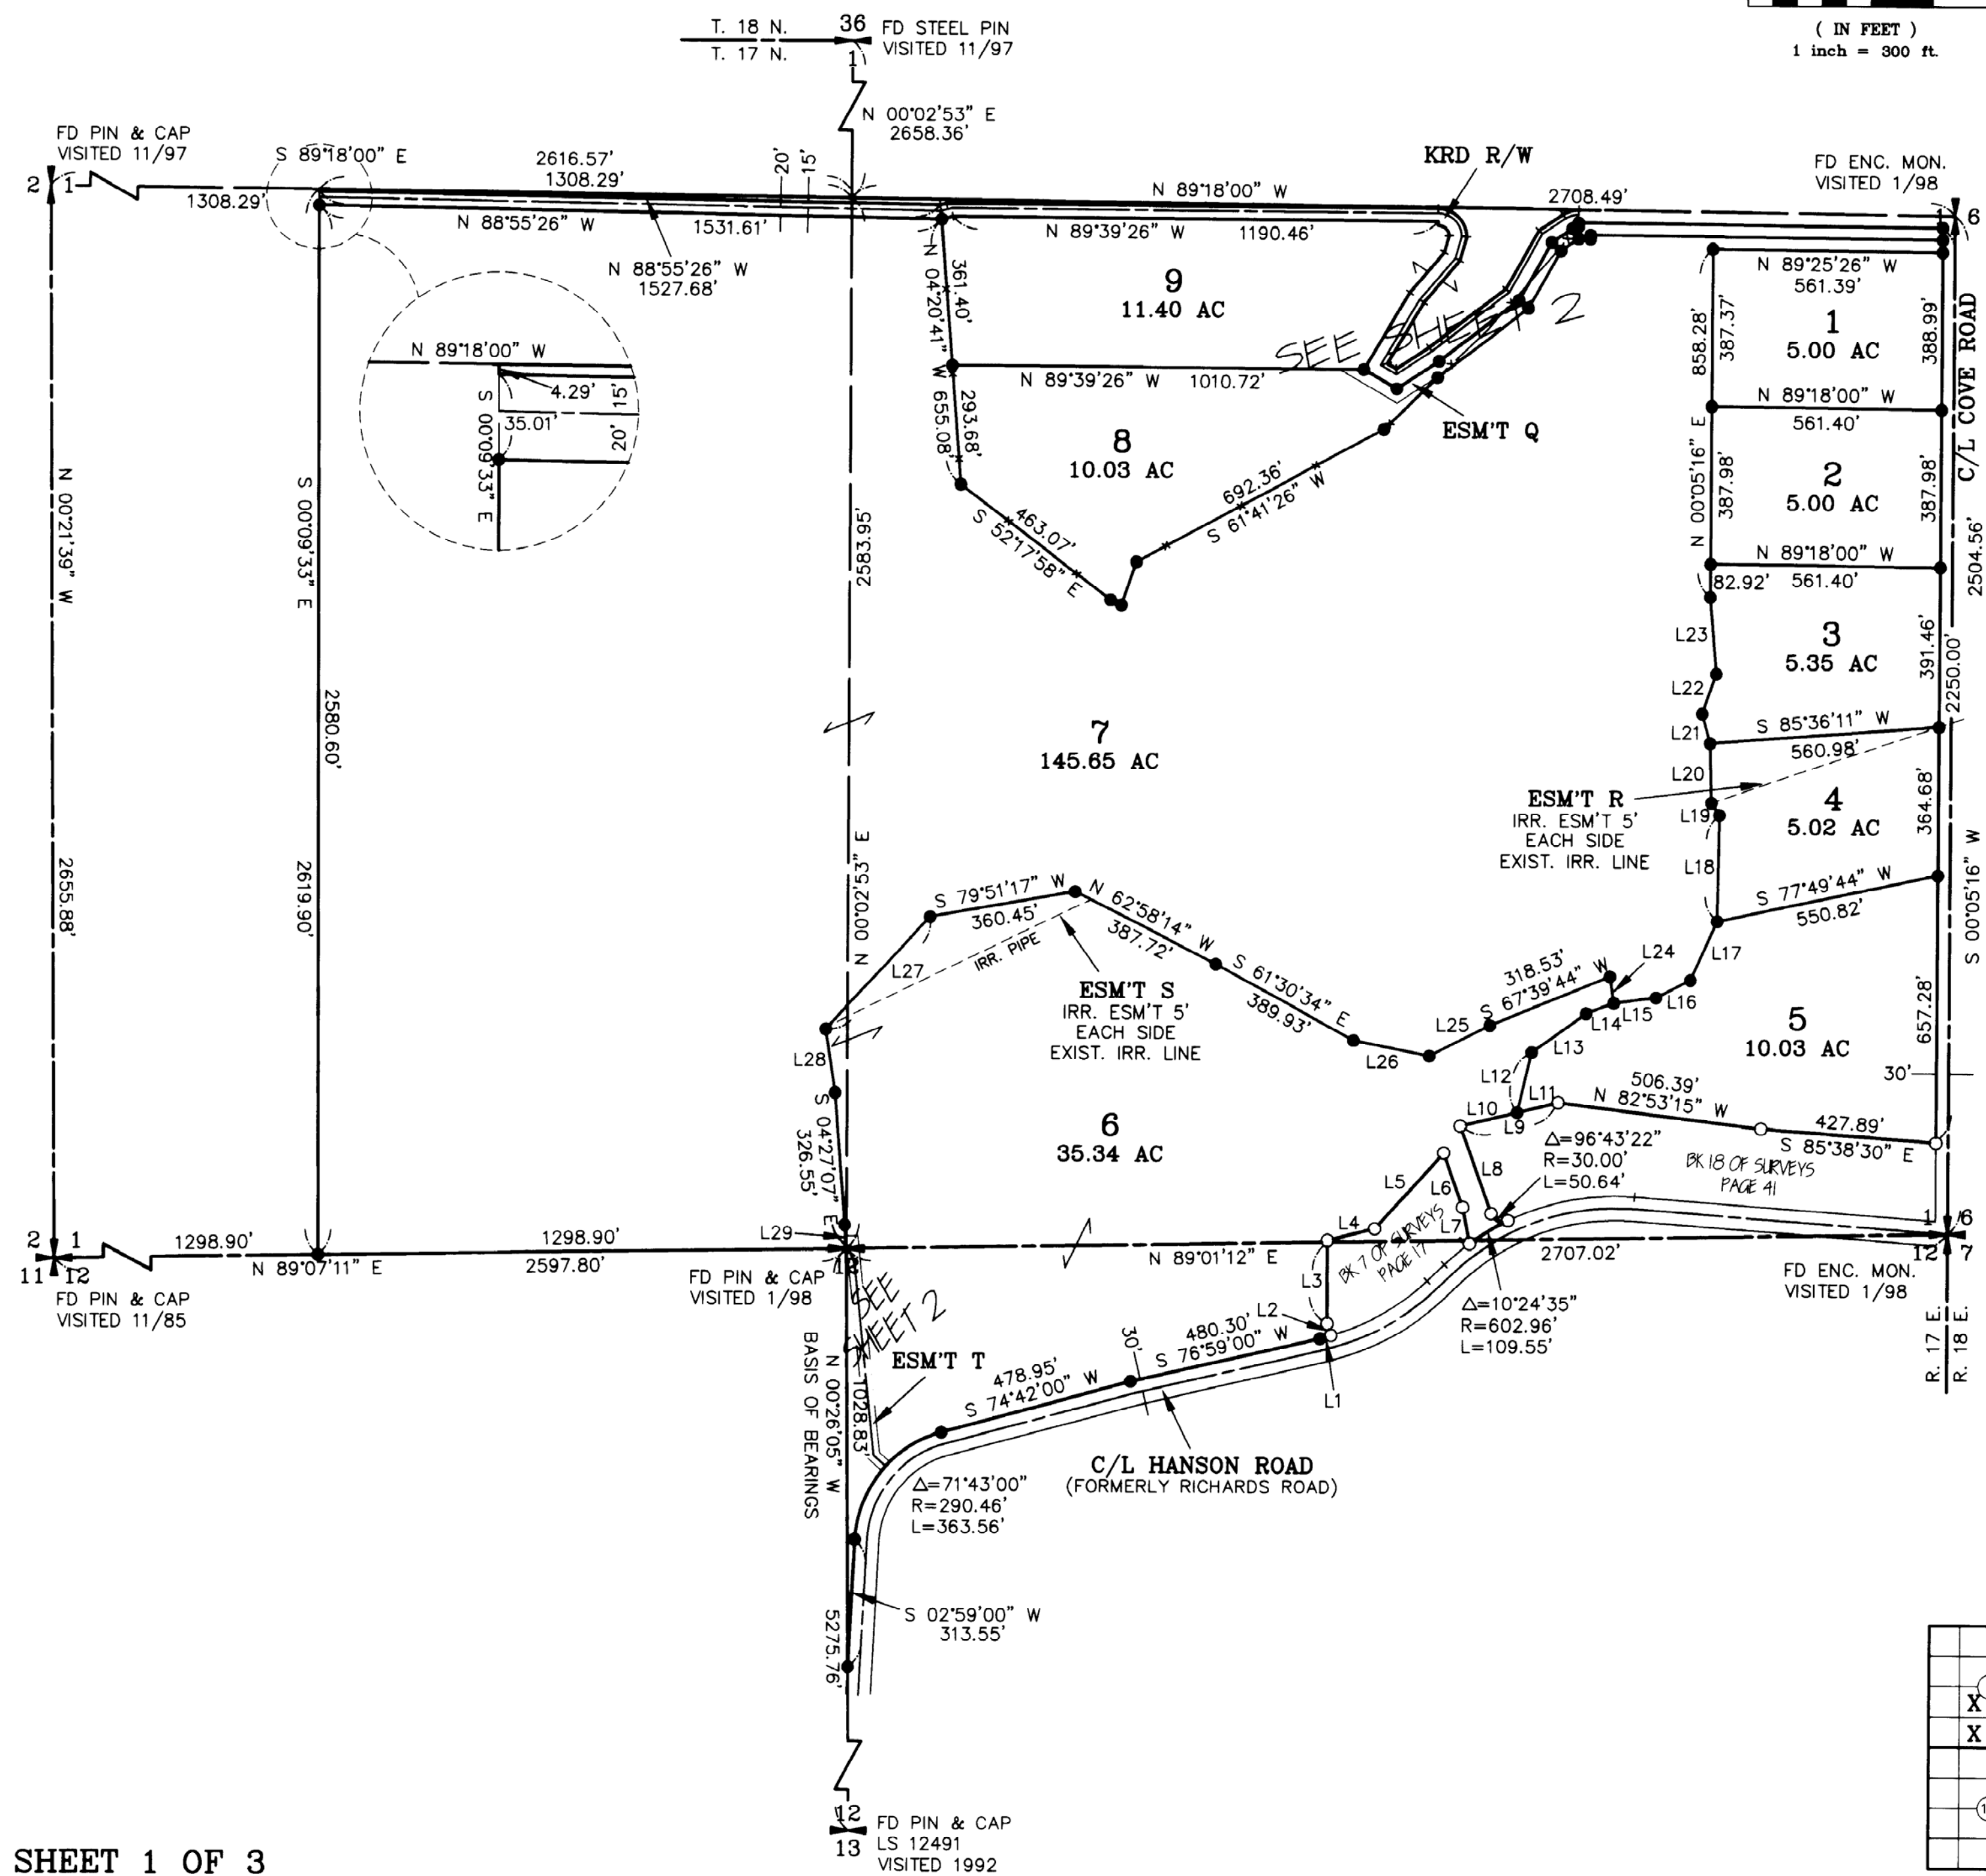 ( IN FEET )
1 inch = 300 ft.
T. 18 N.
T. 17 N.
36
1
FD STEEL PIN
VISITED 11/97
N 00°02'53" E
2658.36'
FD PIN & CAP
VISITED 11/97
2 1
1308.29'
S 89°18'00" E
2616.57'
1308.29'
20'
15'
N 88°55'26" W
1531.61'
N 88°55'26" W
1527.68'
N 89°18'00" W
2708.49'
KRD R/W
FD ENC. MON.
VISITED 1/98
1 6
N 89°39'26" W 1190.46'
N 04°20'41" W
361.40'
655.08'
293.68'
9
11.40 AC
SEE SHEET 2
N 89°39'26" W 1010.72'
ESM'T Q
8
10.03 AC
692.36'
S 61°41'26" W
463.07'
S 52°17'58" E
N 89°18'00" W
4.29'
35.01'
15'
20'
S 00°09'33" E
N 89°25'26" W
561.39'
858.28'
387.37'
1
5.00 AC
388.99'
C/L COVE ROAD
N 89°18'00" W
561.40'
N 00°05'16" E
387.98'
2
5.00 AC
387.98'
2504.56'
N 89°18'00" W
561.40'
82.92'
L23
3
5.35 AC
391.46'
2250.00'
L22
L21
S 85°36'11" W
560.98'
L20
ESM'T R
IRR. ESM'T 5'
EACH SIDE
EXIST. IRR. LINE
L19
4
5.02 AC
364.68'
L18
S 77°49'44" W
550.82'
S 00°05'16" W
N 00°21'39" W
2655.88'
S 00°09'33" E
2580.60'
2619.90'
2583.95'
N 00°02'53" E
7
145.65 AC
S 79°51'17" W
360.45'
N 62°58'14" W
387.72'
S 61°30'34" E
389.93'
L27
IRR. PIPE
ESM'T S
IRR. ESM'T 5'
EACH SIDE
EXIST. IRR. LINE
L28
L26
L25
318.53'
S 67°39'44" W
L24
L17
L16
L15
L14
L13
L12
L11
L10
L9
5
10.03 AC
657.28'
30'
506.39'
N 82°53'15" W
427.89'
S 85°38'30" E
Δ=96°43'22"
R=30.00'
L=50.64'
BK 18 OF SURVEYS
PAGE 41
6
35.34 AC
S 04°27'07" E
326.55'
L29
L8
L5
L6
L4
L7
BK 7 OF SURVEYS
PAGE 17
2 1
11 12
FD PIN & CAP
VISITED 11/85
1298.90'
1298.90'
N 89°07'11" E
2597.80'
FD PIN & CAP
VISITED 1/98
N 89°01'12" E
2707.02'
1 6
12 7
FD ENC. MON.
VISITED 1/98
R. 17 E.
R. 18 E.
L3
L2
L1
Δ=10°24'35"
R=602.96'
L=109.55'
SEE
SHEET 2
ESM'T T
1028.83'
N 00°26'05" W
BASIS OF BEARINGS
478.95'
S 74°42'00" W
30'
480.30'
S 76°59'00" W
C/L HANSON ROAD
(FORMERLY RICHARDS ROAD)
Δ=71°43'00"
R=290.46'
L=363.56'
S 02°59'00" W
313.55'
5275.76'
12
13
FD PIN & CAP
LS 12491
VISITED 1992
X
X
SHEET 1 OF 3